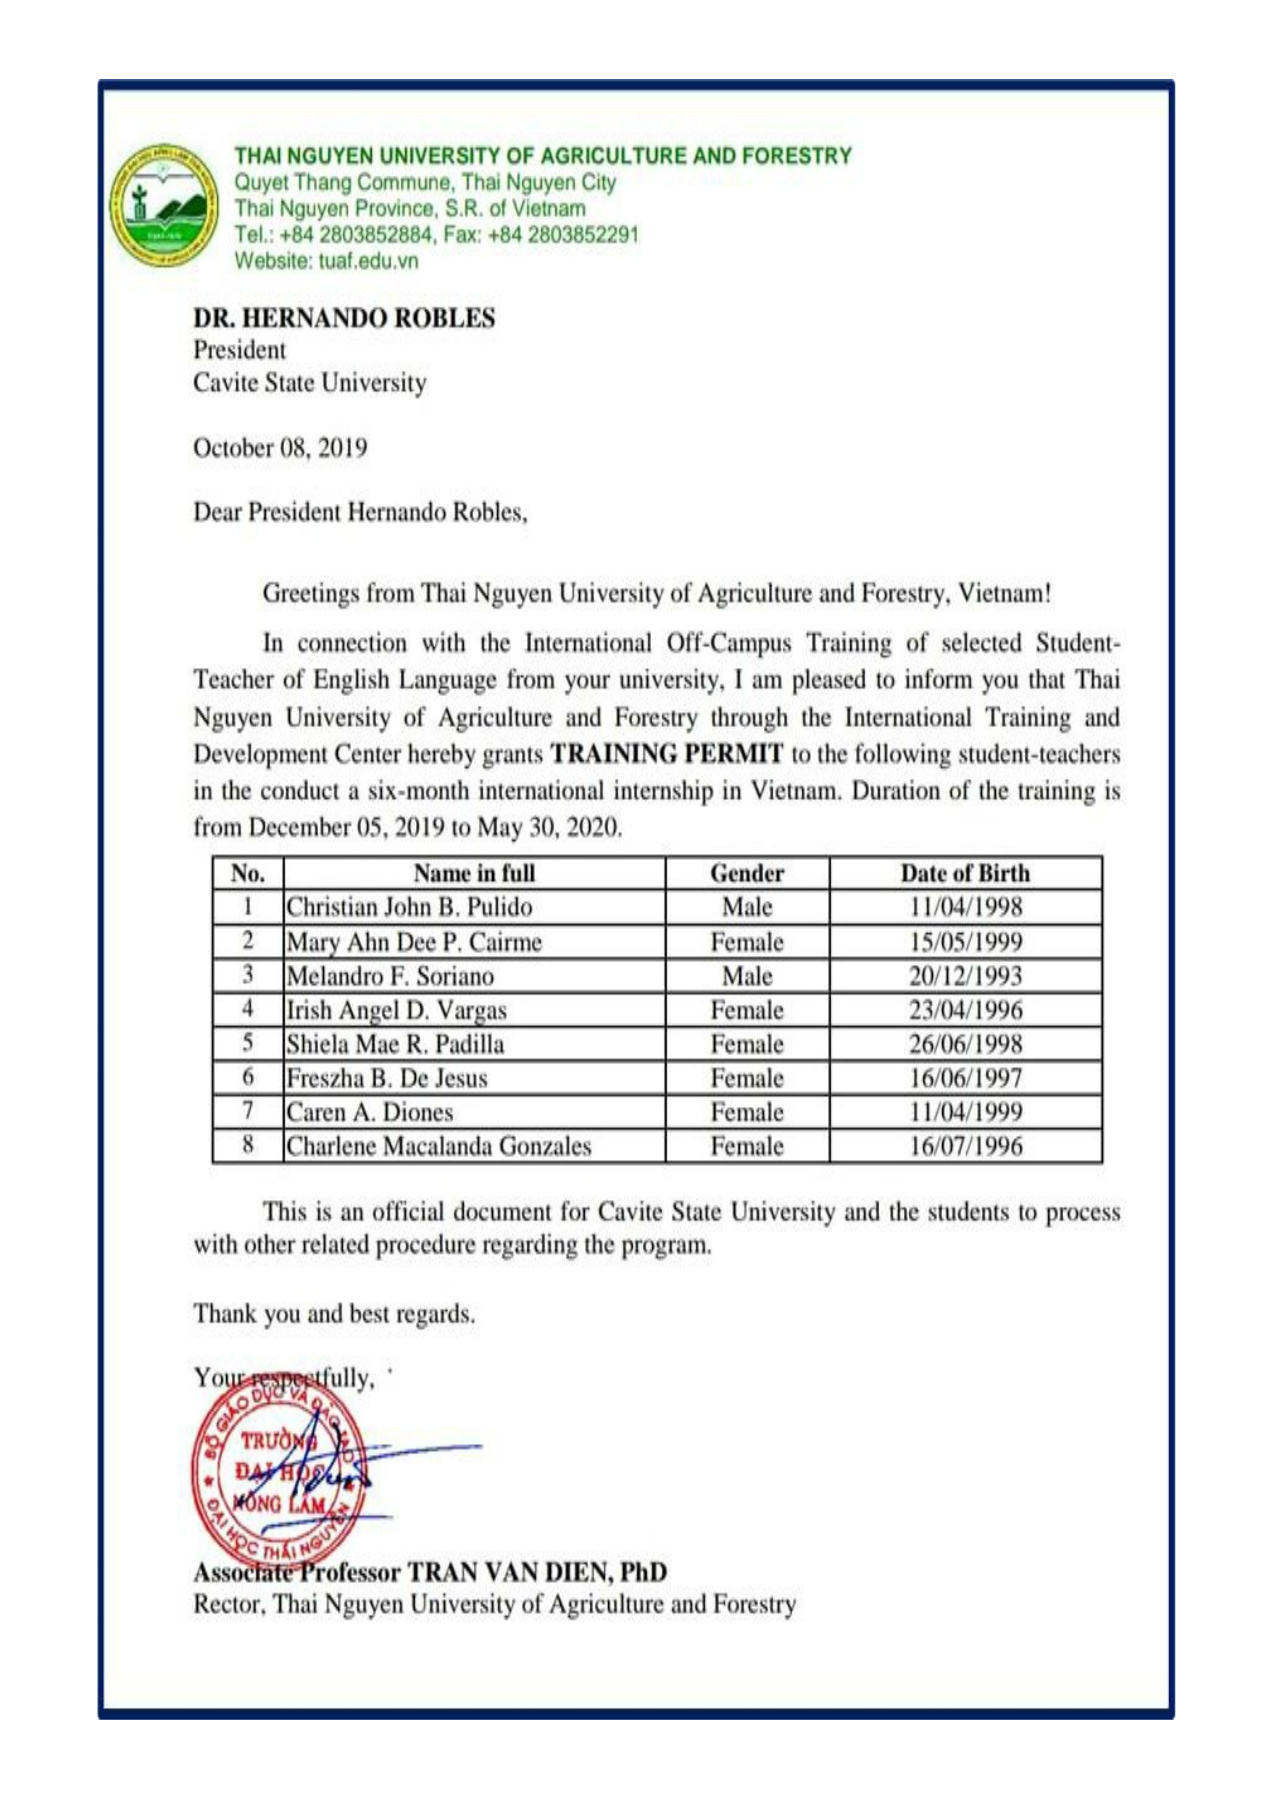 THAI NGUYEN UNIVERSITY OF AGRICULTURE AND FORESTRY
Quyet Thang Commune, Thai Nguyen City
Thai Nguyen Province, S.R. of Vietnam
Tel.: +84 2803852884, Fax: +84 2803852291
Website: tuaf.edu.vn
DR. HERNANDO ROBLES
President
Cavite State University
October 08, 2019
Dear President Hernando Robles,
Greetings from Thai Nguyen University of Agriculture and Forestry, Vietnam!
In connection with the International Off-Campus Training of selected Student-
Teacher of English Language from your university, I am pleased to inform you that Thai
Nguyen University of Agriculture and Forestry through the International Training and
Development Center hereby grants TRAINING PERMIT to the following student-teachers
in the conduct a six-month international internship in Vietnam. Duration of the training is
from December 05, 2019 to May 30, 2020.
No. Name in full Gender Date of Birth
1 Christian John B. Pulido Male 11/04/1998
2 Mary Ahn Dee P. Cairme Female 15/05/1999
3 Melandro F. Soriano Male 20/12/1993
4 Irish Angel D. Vargas Female 23/04/1996
5 Shiela Mae R. Padilla Female 26/06/1998
6 Freszha B. De Jesus Female 16/06/1997
7 Caren A. Diones Female 11/04/1999
8 Charlene Macalanda Gonzales Female 16/07/1996
This is an official document for Cavite State University and the students to process
with other related procedure regarding the program.
Thank you and best regards.
Your respectfully,
BỘ GIÁO DỤC VÀ ĐÀO TẠO
TRƯỜNG
ĐẠI HỌC
NÔNG LÂM
ĐẠI HỌC THÁI NGUYÊN
Associate Professor TRAN VAN DIEN, PhD
Rector, Thai Nguyen University of Agriculture and Forestry